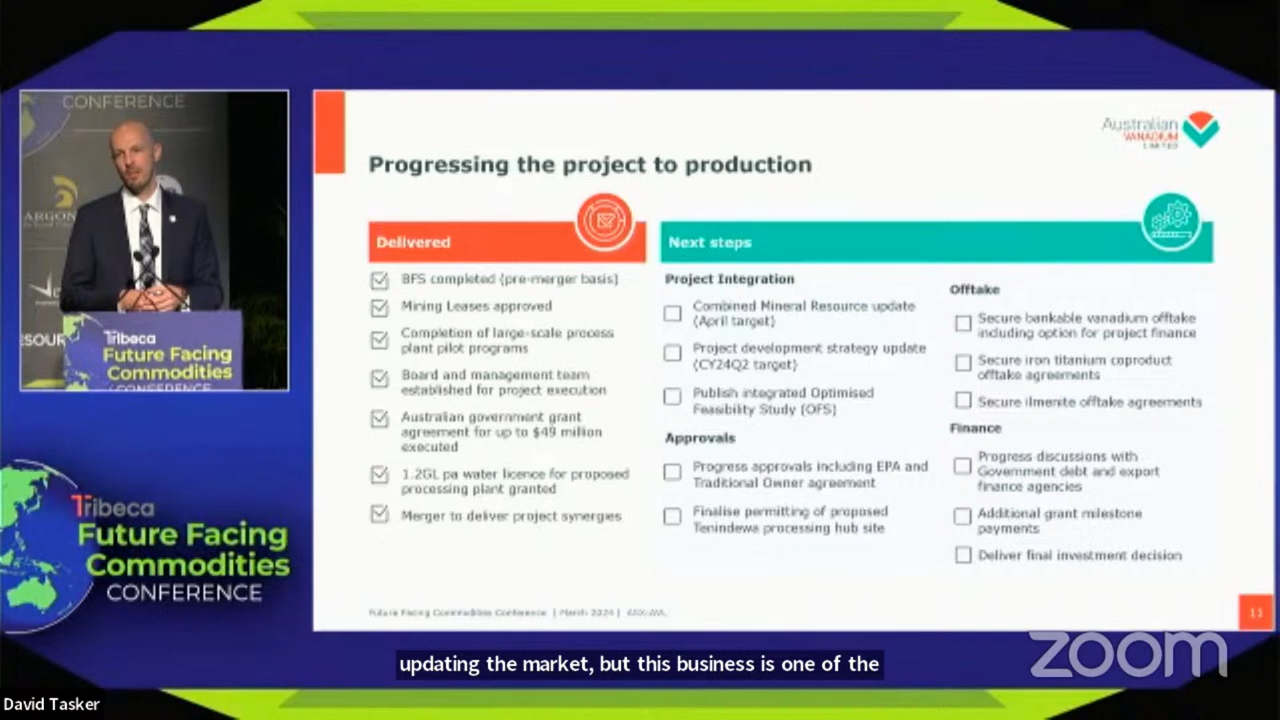 CONFERENCE
ARGON
RESOUR
Tribeca
Future Facing
Commodities
CONFERENCE
Tribeca
Future Facing
Commodities
CONFERENCE
Australian
VANADIUM
LIMITED
Progressing the project to production
Delivered
BFS completed (pre-merger basis)
Mining Leases approved
Completion of large-scale process
plant pilot programs
Board and management team
established for project execution
Australian government grant
agreement for up to $49 million
executed
1.2GL pa water licence for proposed
processing plant granted
Merger to deliver project synergies
Next steps
Project Integration
Combined Mineral Resource update
(April target)
Project development strategy update
(CY24Q2 target)
Publish integrated Optimised
Feasibility Study (OFS)
Approvals
Progress approvals including EPA and
Traditional Owner agreement
Finalise permitting of proposed
Tenindewa processing hub site
Offtake
Secure bankable vanadium offtake
including option for project finance
Secure iron titanium coproduct
offtake agreements
Secure ilmenite offtake agreements
Finance
Progress discussions with
Government debt and export
finance agencies
Additional grant milestone
payments
Deliver final investment decision
Future Facing Commodities Conference | March 2024 | ASX:AVL
11
updating the market, but this business is one of the
zoom
David Tasker